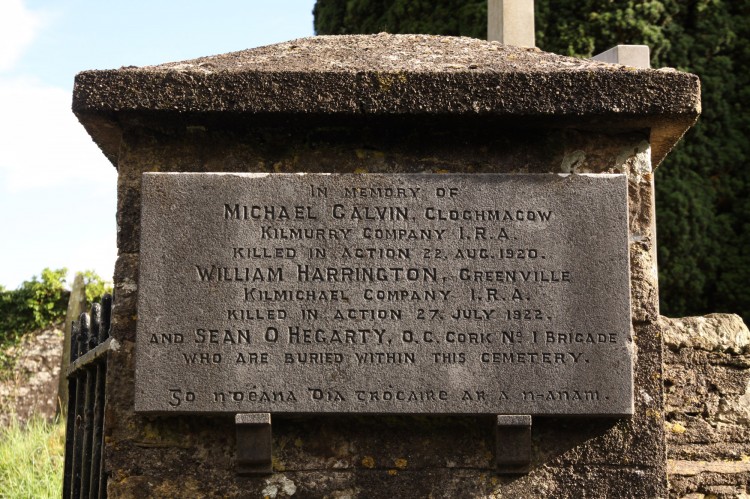 IN MEMORY OF
MICHAEL GALVIN, CLOGHMACOW
KILMURRY COMPANY I.R.A.
KILLED IN ACTION 22. AUG. 1920.
WILLIAM HARRINGTON, GREENVILLE
KILMICHAEL COMPANY I.R.A.
KILLED IN ACTION 27. JULY 1922.
AND SEAN O HEGARTY, O.C. CORK No. 1 BRIGADE
WHO ARE BURIED WITHIN THIS CEMETERY.
Go nDéana Dia Trócaire ar a n-anam.